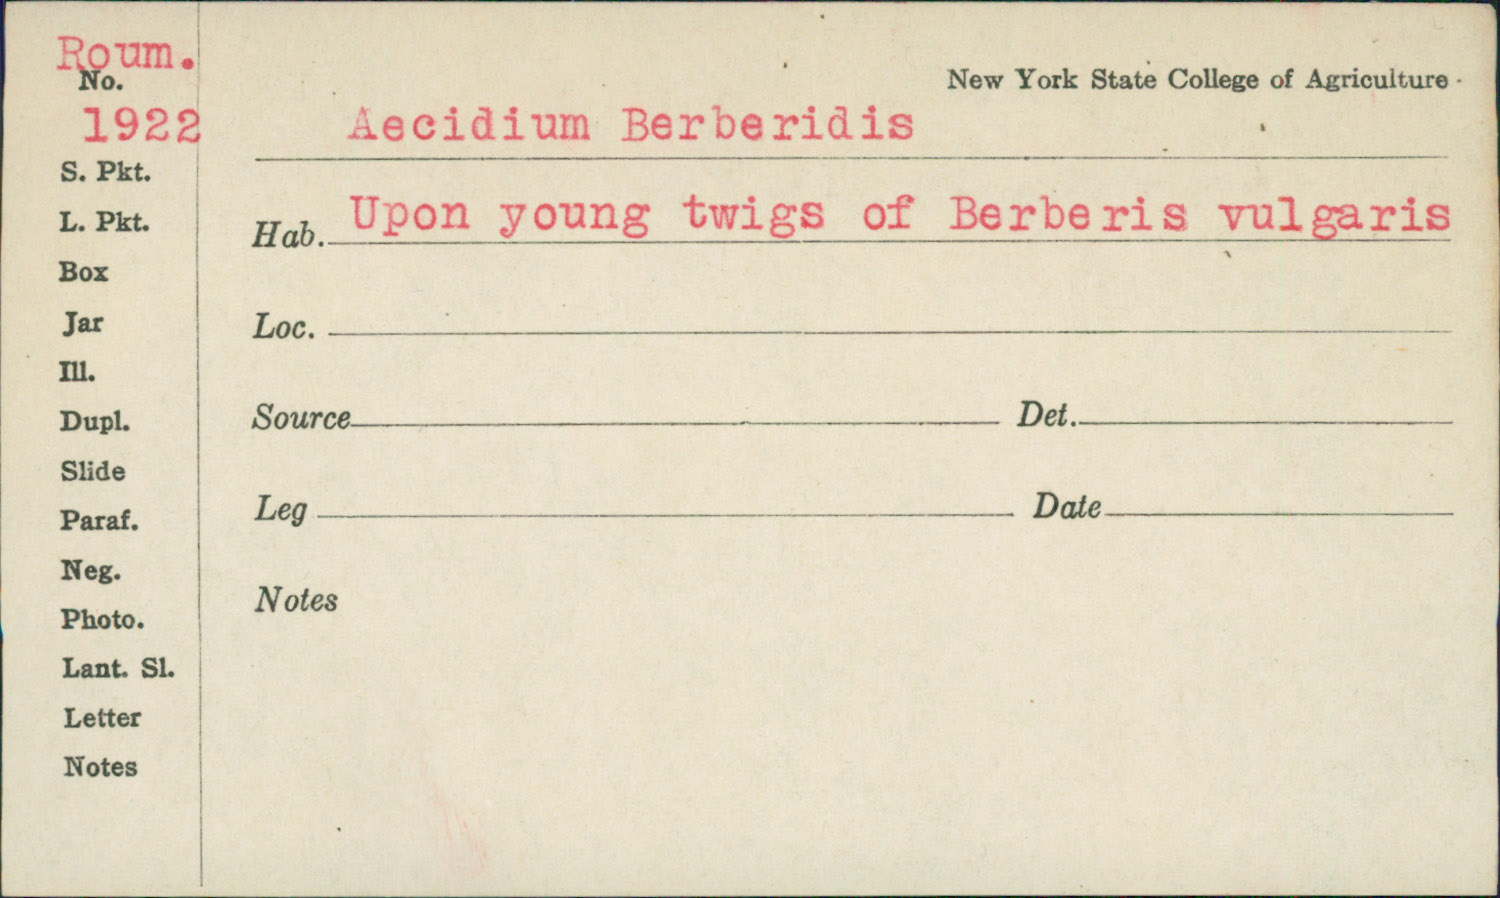 Roum.
No.
1922
New York State College of Agriculture
Aecidium Berberidis
Hab. Upon young twigs of Berberis vulgaris
Loc.
Source Det.
Leg Date
Notes
S. Pkt.
L. Pkt.
Box
Jar
Ill.
Dupl.
Slide
Paraf.
Neg.
Photo.
Lant. Sl.
Letter
Notes